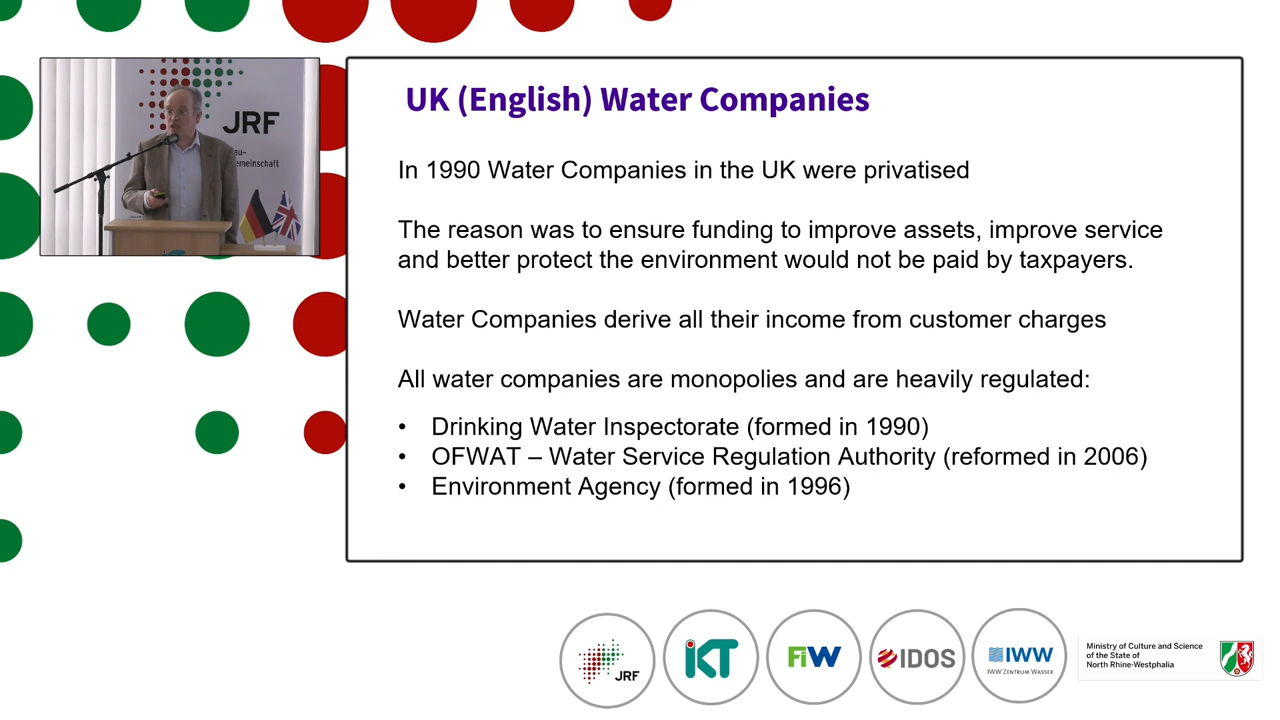 JRF
au-
emeinschaft
UK (English) Water Companies
In 1990 Water Companies in the UK were privatised
The reason was to ensure funding to improve assets, improve service
and better protect the environment would not be paid by taxpayers.
Water Companies derive all their income from customer charges
All water companies are monopolies and are heavily regulated:
• Drinking Water Inspectorate (formed in 1990)
• OFWAT – Water Service Regulation Authority (reformed in 2006)
• Environment Agency (formed in 1996)
JRF
iKT
FiW
IDOS
IWW
IWW ZENTRUM WASSER
Ministry of Culture and Science
of the State of
North Rhine-Westphalia